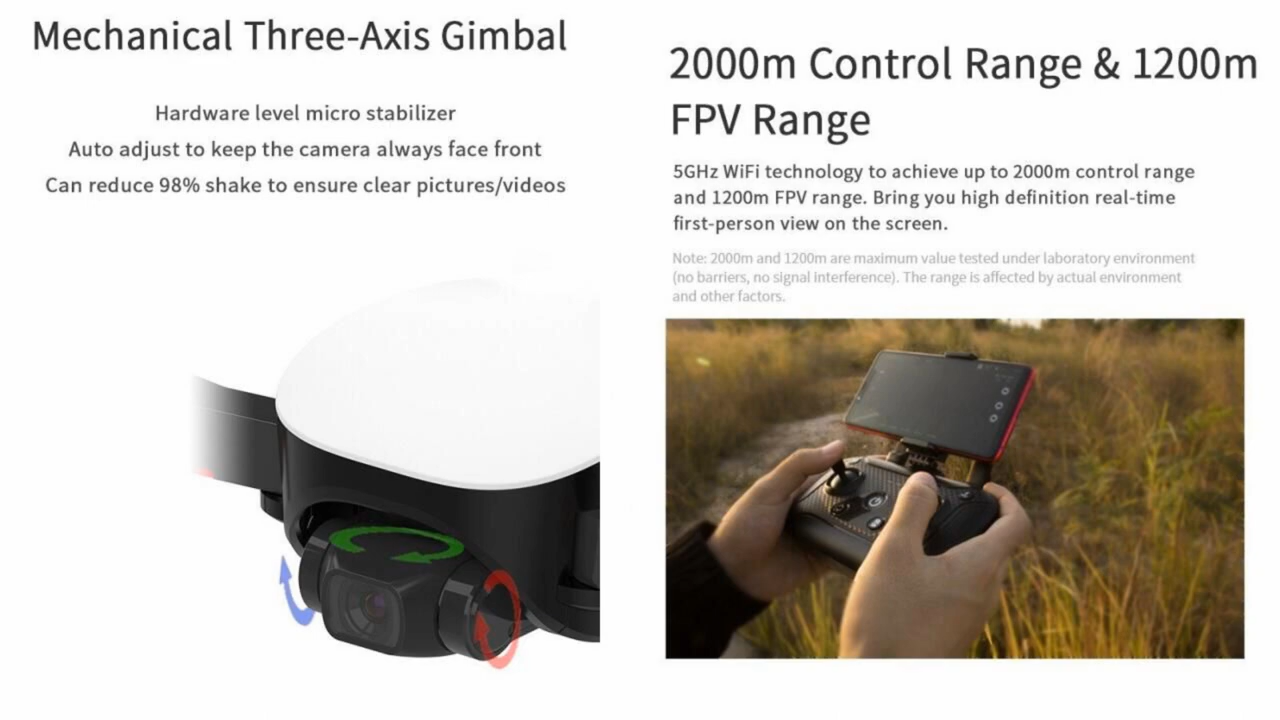 Mechanical Three-Axis Gimbal
Hardware level micro stabilizer
Auto adjust to keep the camera always face front
Can reduce 98% shake to ensure clear pictures/videos
2000m Control Range & 1200m
FPV Range
5GHz WiFi technology to achieve up to 2000m control range
and 1200m FPV range. Bring you high definition real-time
first-person view on the screen.
Note: 2000m and 1200m are maximum value tested under laboratory environment
(no barriers, no signal interference). The range is affected by actual environment
and other factors.